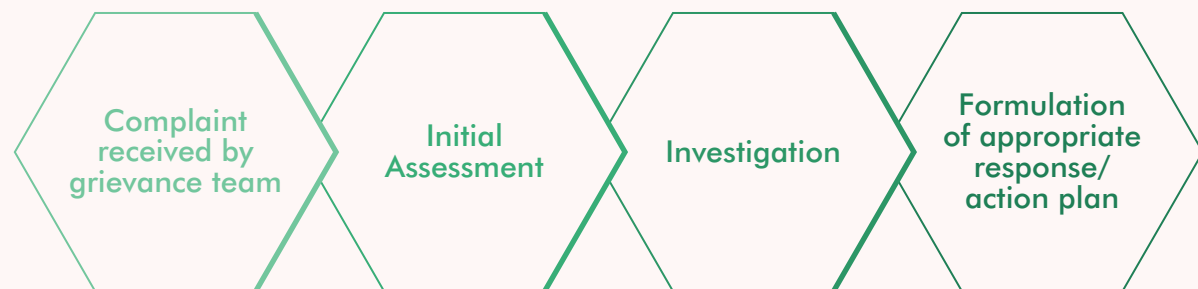 Complaint
received by
grievance team
Initial
Assessment
Investigation
Formulation
of appropriate
response/
action plan